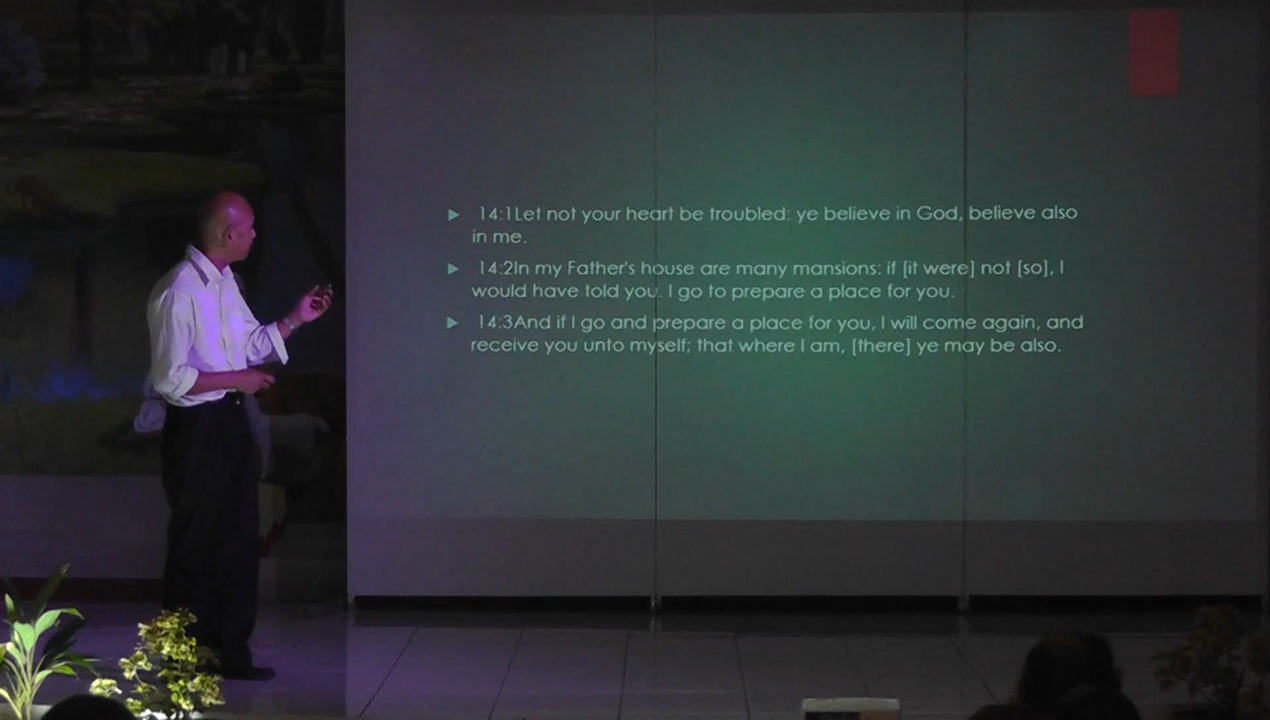 14:1Let not your heart be troubled: ye believe in God, believe also
in me.
14:2In my Father's house are many mansions: if [it were] not [so], I
would have told you. I go to prepare a place for you.
14:3And if I go and prepare a place for you, I will come again, and
receive you unto myself; that where I am, [there] ye may be also.